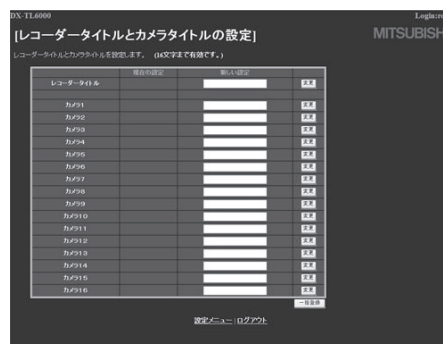 DX-TL6000 Login:r
[レコーダータイトルとカメラタイトルの設定] MITSUBISH
レコーダータイトルとカメラタイトルを設定します。 (16文字まで有効です。)
現在の設定 新しい設定
レコーダータイトル 変更
カメラ1 変更
カメラ2 変更
カメラ3 変更
カメラ4 変更
カメラ5 変更
カメラ6 変更
カメラ7 変更
カメラ8 変更
カメラ9 変更
カメラ10 変更
カメラ11 変更
カメラ12 変更
カメラ13 変更
カメラ14 変更
カメラ15 変更
カメラ16 変更
一括登録
設定メニュー | ログアウト